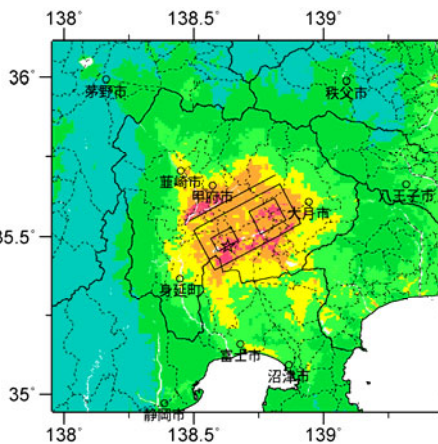 138° 138.5° 139°
36°
茅野市 秩父市
韮崎市
甲府市
八王子市
大月市
35.5°
身延町
富士市
沼津市
35°
静岡市
138° 138.5° 139°